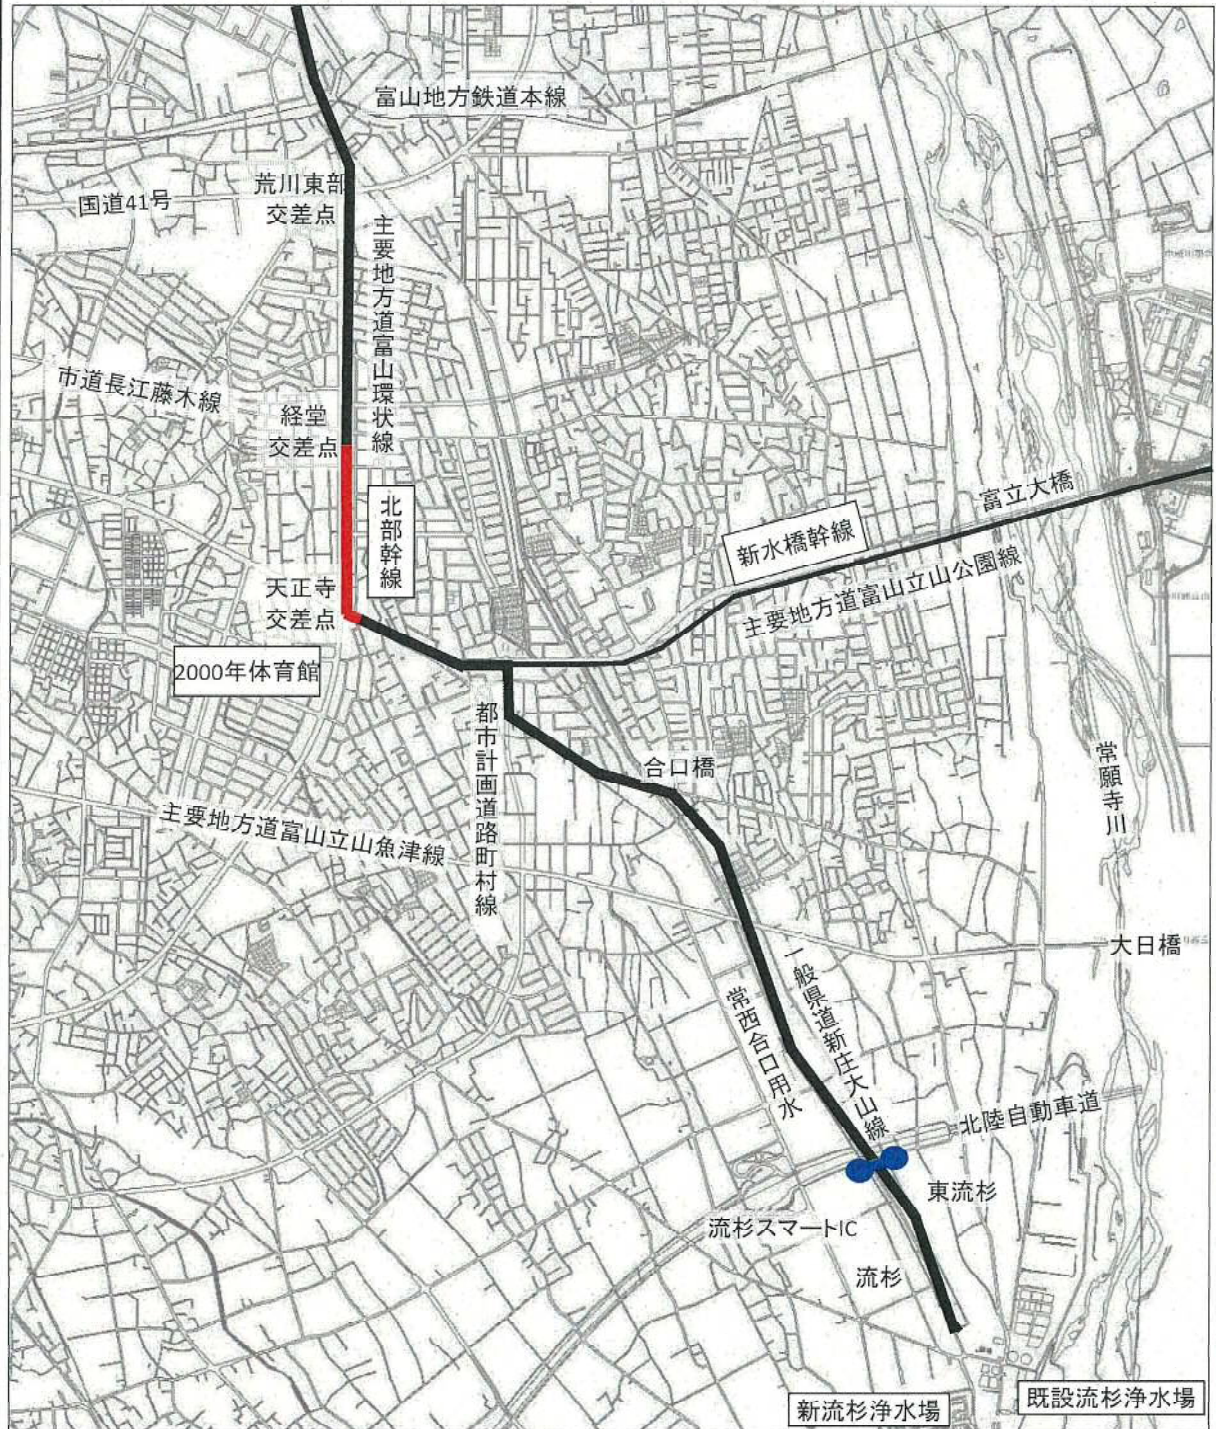 富山地方鉄道本線
荒川東部
交差点
国道41号
主要地方道富山環状線
市道長江藤木線
経堂
交差点
北部幹線
富立大橋
新水橋幹線
主要地方道富山立山公園線
天正寺
交差点
2000年体育館
都市計画道路町村線
合口橋
常願寺川
主要地方道富山立山魚津線
大日橋
一般県道新庄大山線
常西合口用水
北陸自動車道
東流杉
流杉スマートIC
流杉
新流杉浄水場
既設流杉浄水場